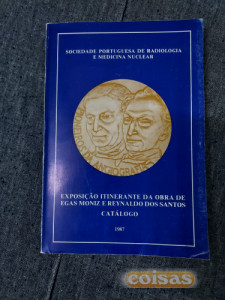 SOCIEDADE PORTUGUESA DE RADIOLOGIA
E MEDICINA NUCLEAR
EXPOSIÇÃO ITINERANTE DA OBRA DE
EGAS MONIZ E REYNALDO DOS SANTOS
CATÁLOGO
1987
coisas